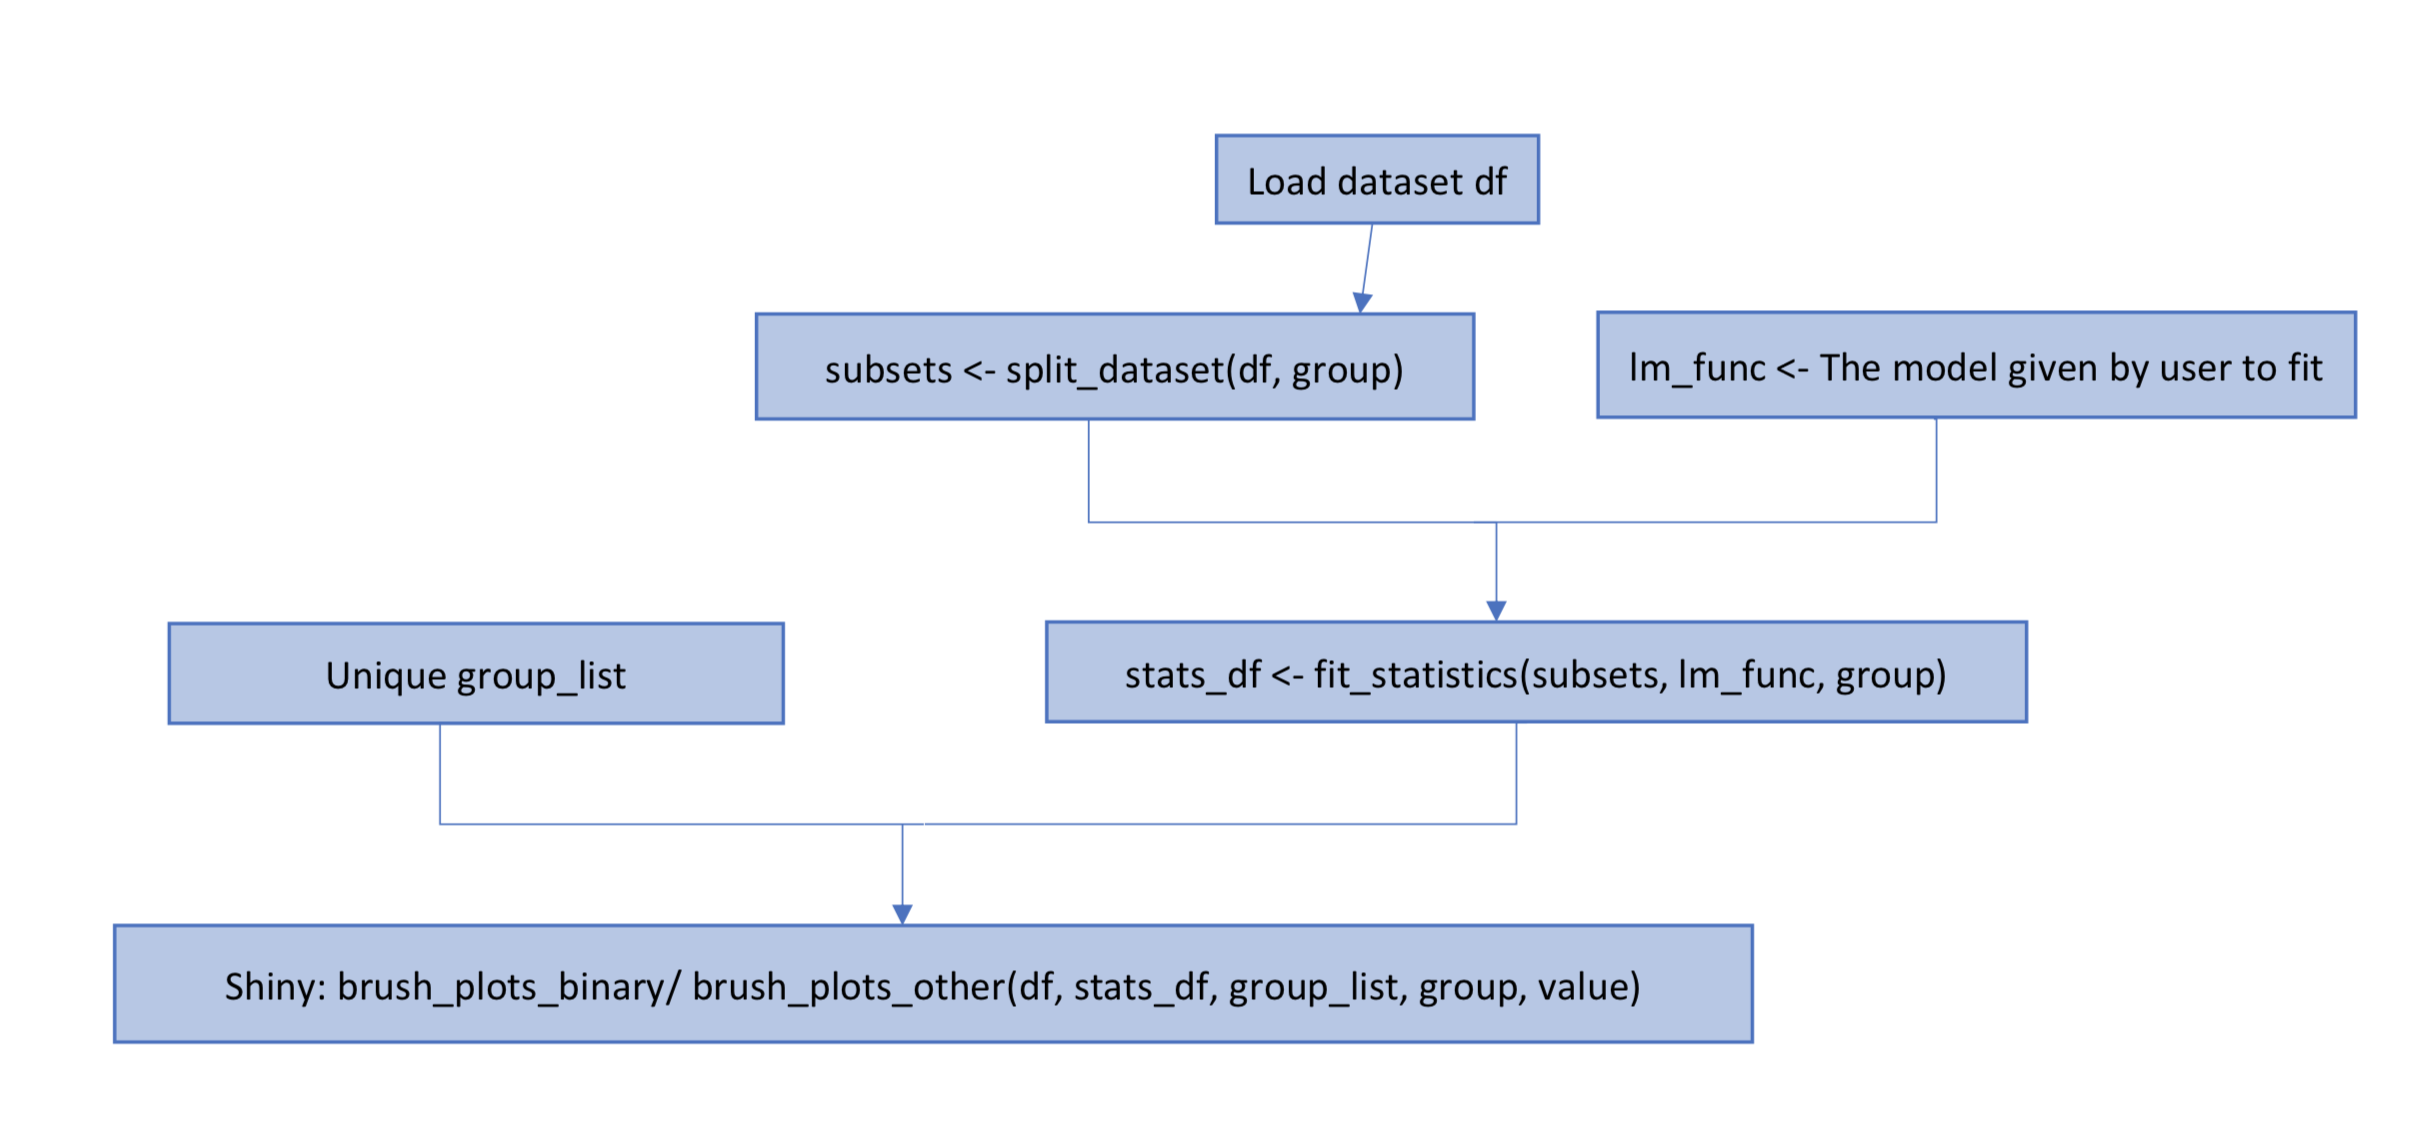 Load dataset df
subsets <- split_dataset(df, group)
lm_func <- The model given by user to fit
Unique group_list
stats_df <- fit_statistics(subsets, lm_func, group)
Shiny: brush_plots_binary/ brush_plots_other(df, stats_df, group_list, group, value)